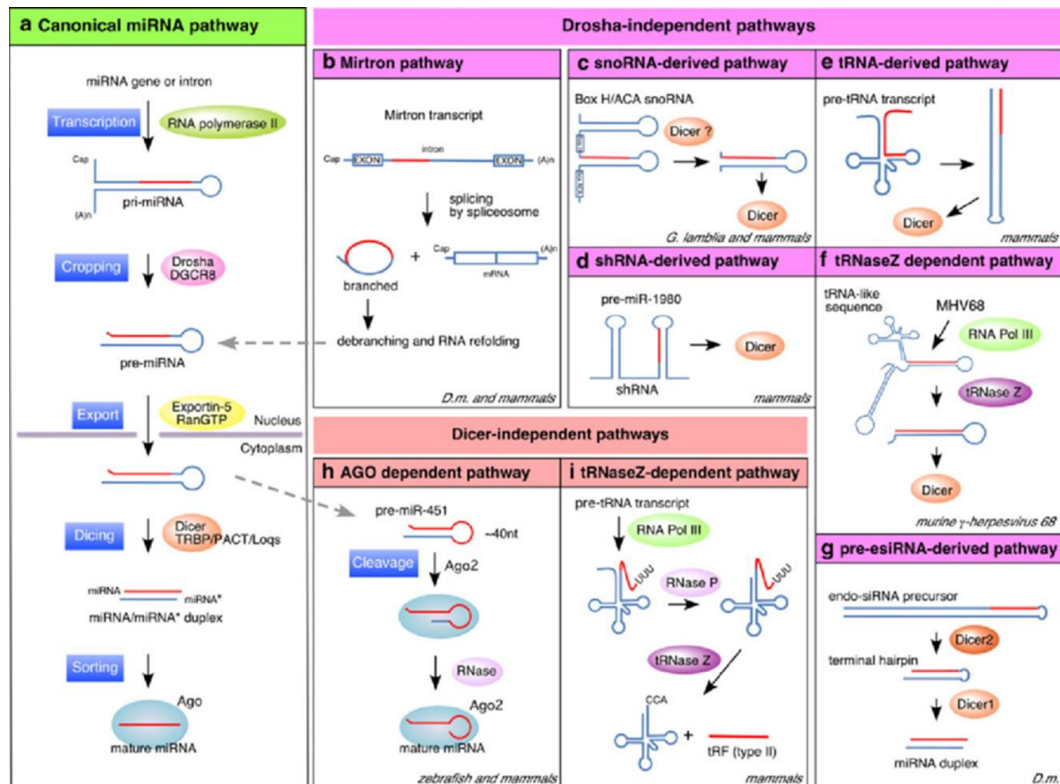 a Canonical miRNA pathway
miRNA gene or intron
Transcription
RNA polymerase II
Cap
(A)n
pri-miRNA
Cropping
Drosha
DGCR8
pre-miRNA
Export
Exportin-5
RanGTP
Nucleus
Cytoplasm
Dicing
Dicer
TRBP/PACT/Loqs
miRNA
miRNA*
miRNA/miRNA* duplex
Sorting
Ago
mature miRNA
Drosha-independent pathways
b Mirtron pathway
Mirtron transcript
intron
Cap
EXON
EXON
(A)n
splicing
by spliceosome
Cap
(A)n
+
mRNA
branched
debranching and RNA refolding
D.m. and mammals
c snoRNA-derived pathway
Box H/ACA snoRNA
Dicer ?
Dicer
G. lamblia and mammals
d shRNA-derived pathway
pre-miR-1980
Dicer
shRNA
mammals
e tRNA-derived pathway
pre-tRNA transcript
Dicer
mammals
f tRNaseZ dependent pathway
tRNA-like
sequence
MHV68
RNA Pol III
tRNase Z
Dicer
murine γ-herpesvirus 68
g pre-esiRNA-derived pathway
endo-siRNA precursor
Dicer2
terminal hairpin
Dicer1
miRNA duplex
D.m.
Dicer-independent pathways
h AGO dependent pathway
pre-miR-451
~40nt
Cleavage
Ago2
RNase
Ago2
mature miRNA
zebrafish and mammals
i tRNaseZ-dependent pathway
pre-tRNA transcript
RNA Pol III
UUU
RNase P
UUU
tRNase Z
CCA
+
tRF (type II)
mammals